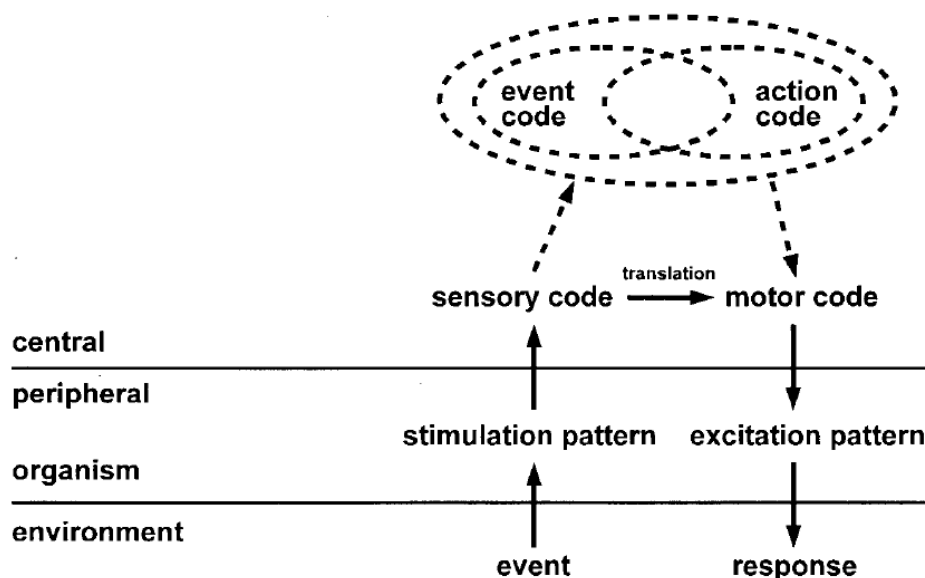 event action
code code
translation
sensory code motor code
central
peripheral
stimulation pattern excitation pattern
organism
environment
event response